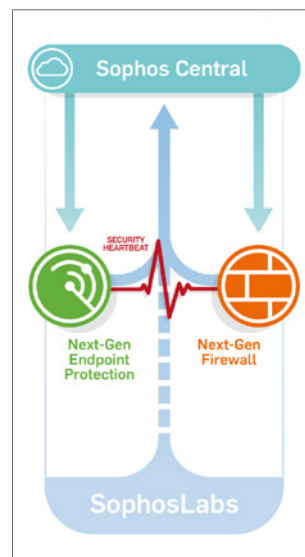 Sophos Central
SECURITY
HEARTBEAT
Next-Gen
Endpoint
Protection
Next-Gen
Firewall
SophosLabs